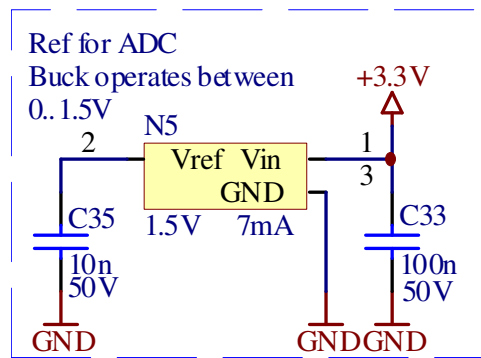 Ref for ADC
Buck operates between
0..1.5V
+3.3V
N5
2
Vref Vin
1
GND
3
1.5V 7mA
C35
10n
50V
C33
100n
50V
GND
GND
GND